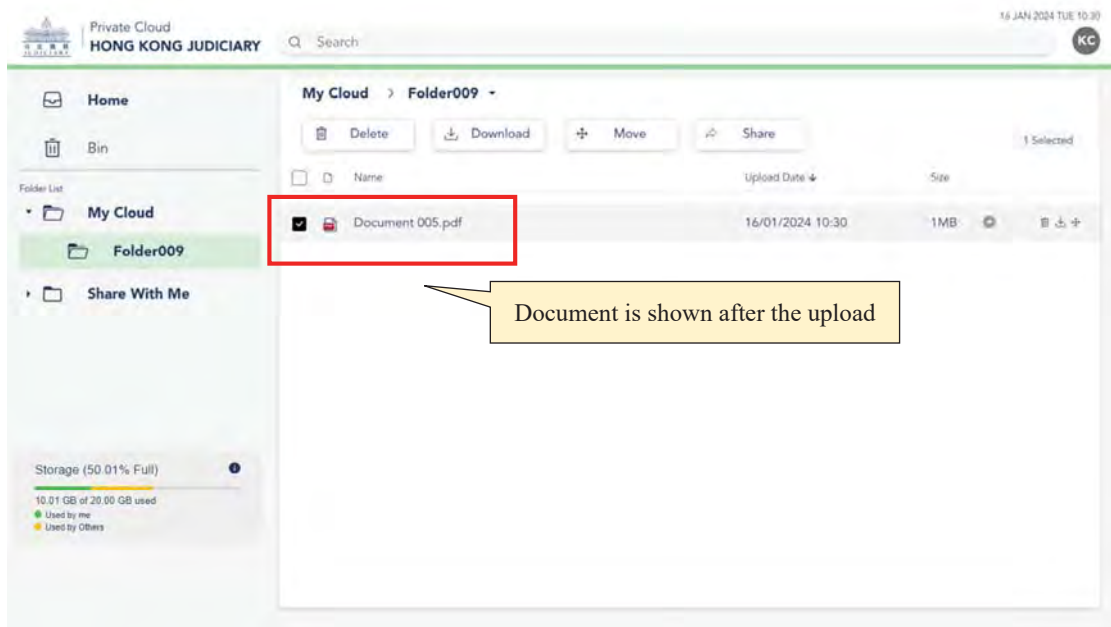 16 JAN 2024 TUE 10:30
Private Cloud
HONG KONG JUDICIARY
JUDICIARY
Search
KC
Home
Bin
Folder List
My Cloud
Folder009
Share With Me
Storage (50.01% Full)
10.01 GB of 20.00 GB used
Used by me
Used by Others
My Cloud > Folder009
Delete
Download
Move
Share
1 Selected
Name
Upload Date
Size
Document 005.pdf
16/01/2024 10:30
1MB
Document is shown after the upload